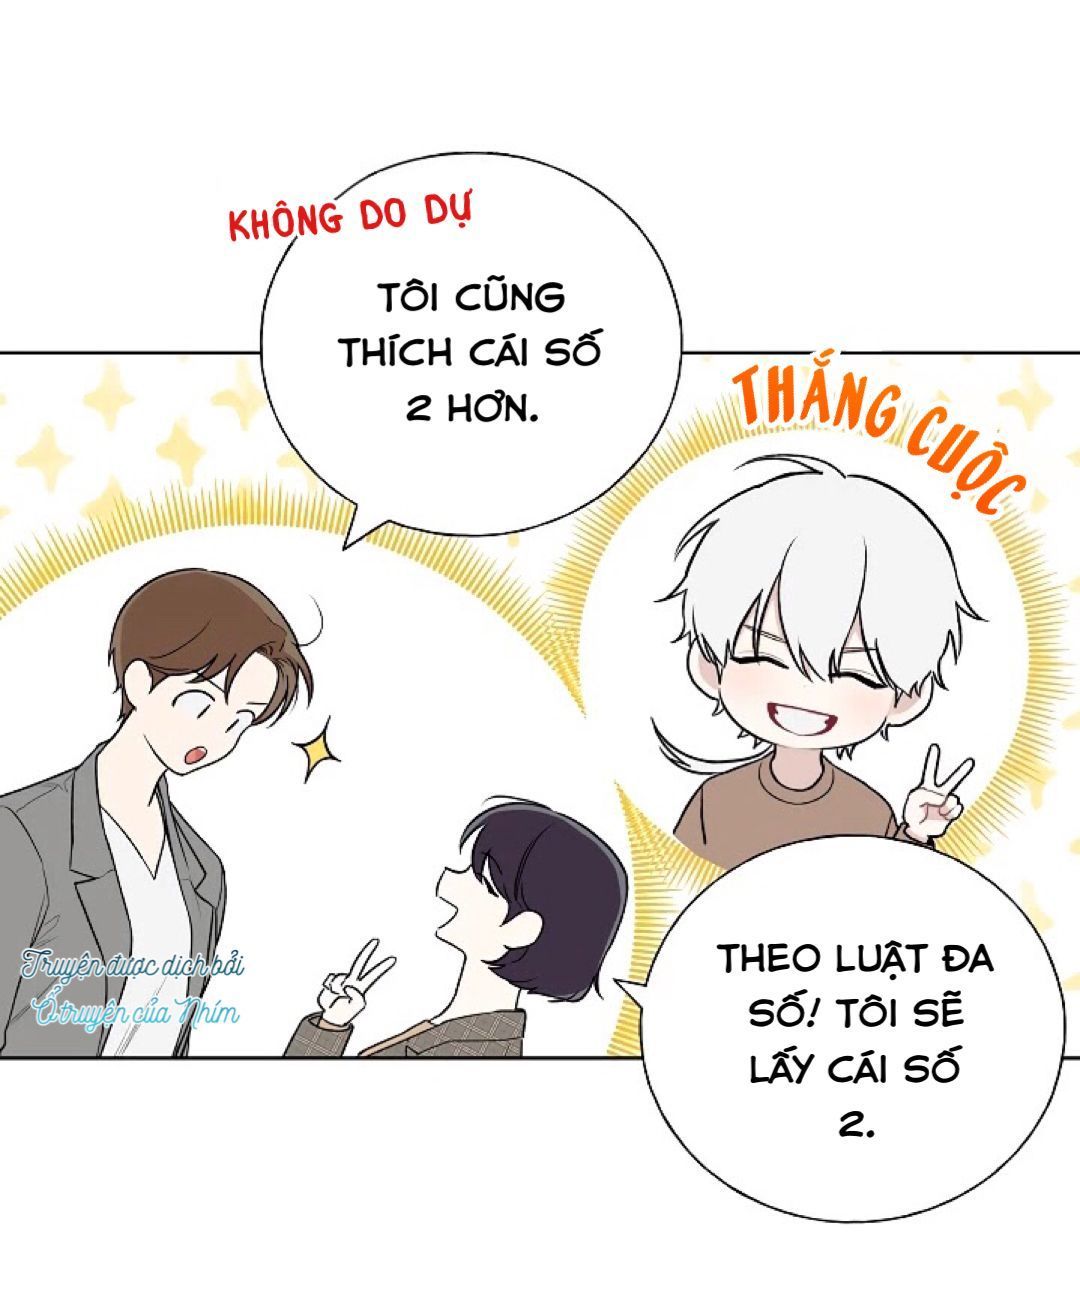 KHÔNG DO DỰ
TÔI CŨNG
THÍCH CÁI SỐ
2 HƠN.
THẮNG CUỘC
Truyện được dịch bởi
Ổ truyện của Nhím
THEO LUẬT ĐA
SỐ! TÔI SẼ
LẤY CÁI SỐ
2.